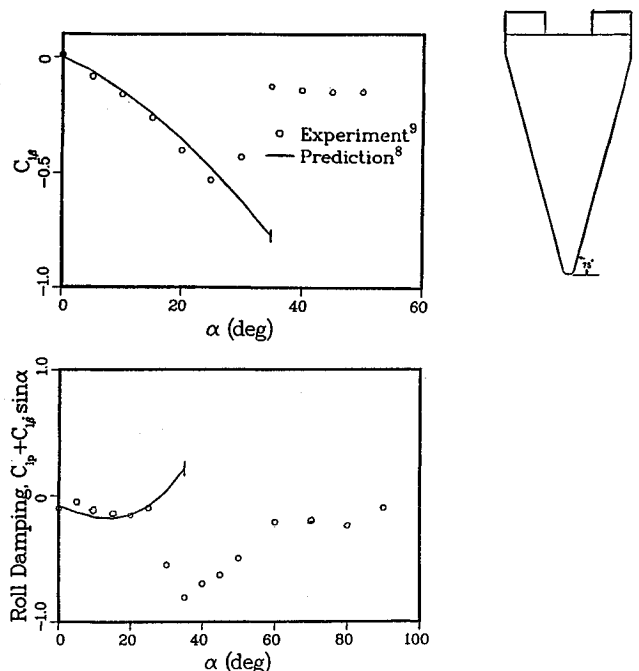 0
-0.5
-1.0
C_lβ
Experiment⁹
Prediction⁸
0
20
40
60
α (deg)
75°
1.0
0
-1.0
Roll Damping, C_lp+C_lβ̇ sinα
0
20
40
60
80
100
α (deg)